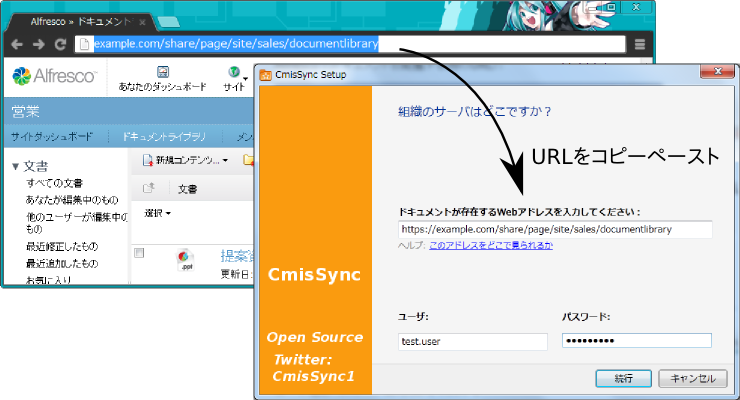 Alfresco » ドキュメント
example.com/share/page/site/sales/documentlibrary
Alfresco
あなたのダッシュボード サイト
営業
サイトダッシュボード ドキュメントライブラリ メン
文書
すべての文書
あなたが編集中のもの
他のユーザーが編集中の
もの
最近修正したもの
最近追加したもの
お気に入り
新規コンテンツ...
文書
選択
.ppt
提案
更新日:
CmisSync Setup
組織のサーバはどこですか？
URLをコピーペースト
ドキュメントが存在するWebアドレスを入力してください：
https://example.com/share/page/site/sales/documentlibrary
ヘルプ: このアドレスをどこで見られるか
CmisSync
ユーザ: パスワード:
test.user •••••••••
Open Source
Twitter:
CmisSync1
続行 キャンセル